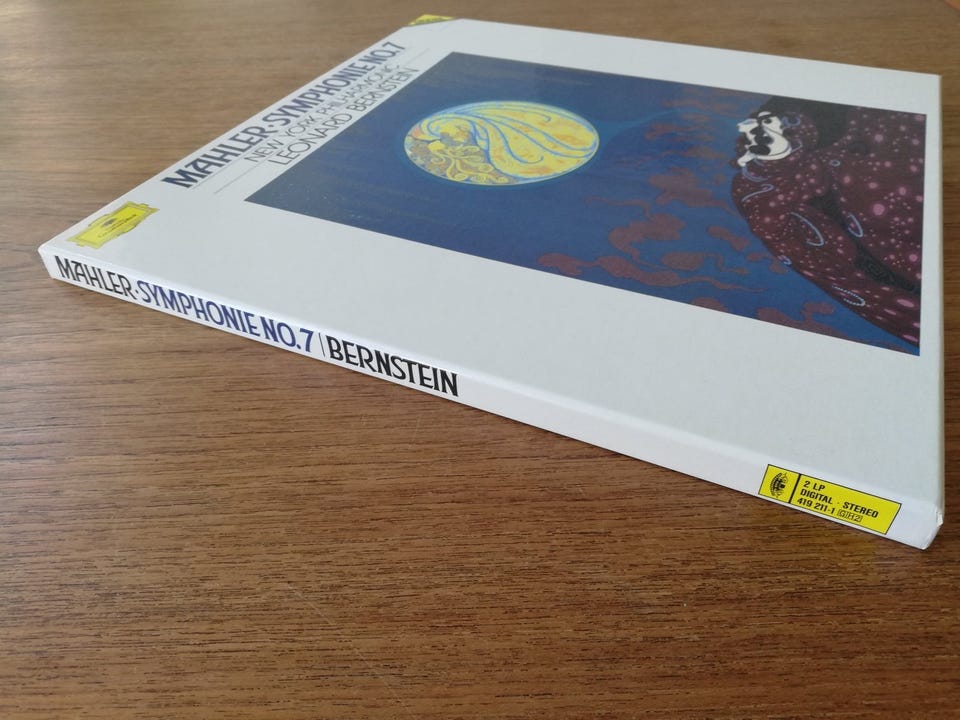 MAHLER·SYMPHONIE NO.7
NEW YORK PHILHARMONIC
LEONARD BERNSTEIN
MAHLER·SYMPHONIE NO.7 | BERNSTEIN
2 LP
DIGITAL · STEREO
419 211-1 GH2